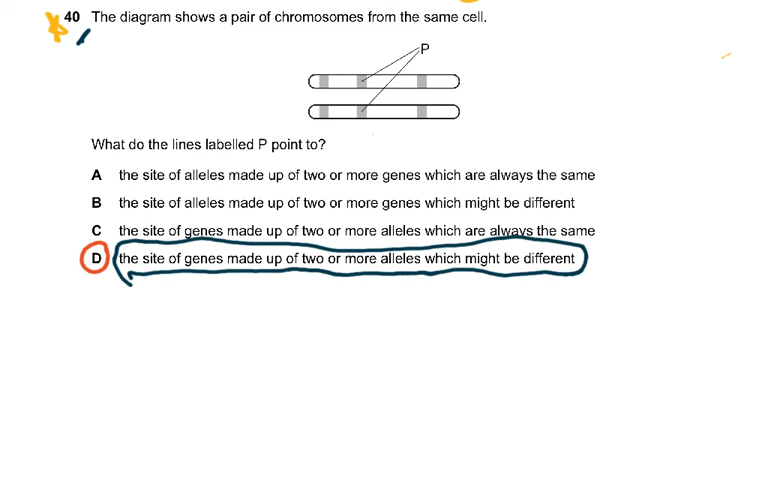 40 The diagram shows a pair of chromosomes from the same cell.
P
What do the lines labelled P point to?
A the site of alleles made up of two or more genes which are always the same
B the site of alleles made up of two or more genes which might be different
C the site of genes made up of two or more alleles which are always the same
D the site of genes made up of two or more alleles which might be different